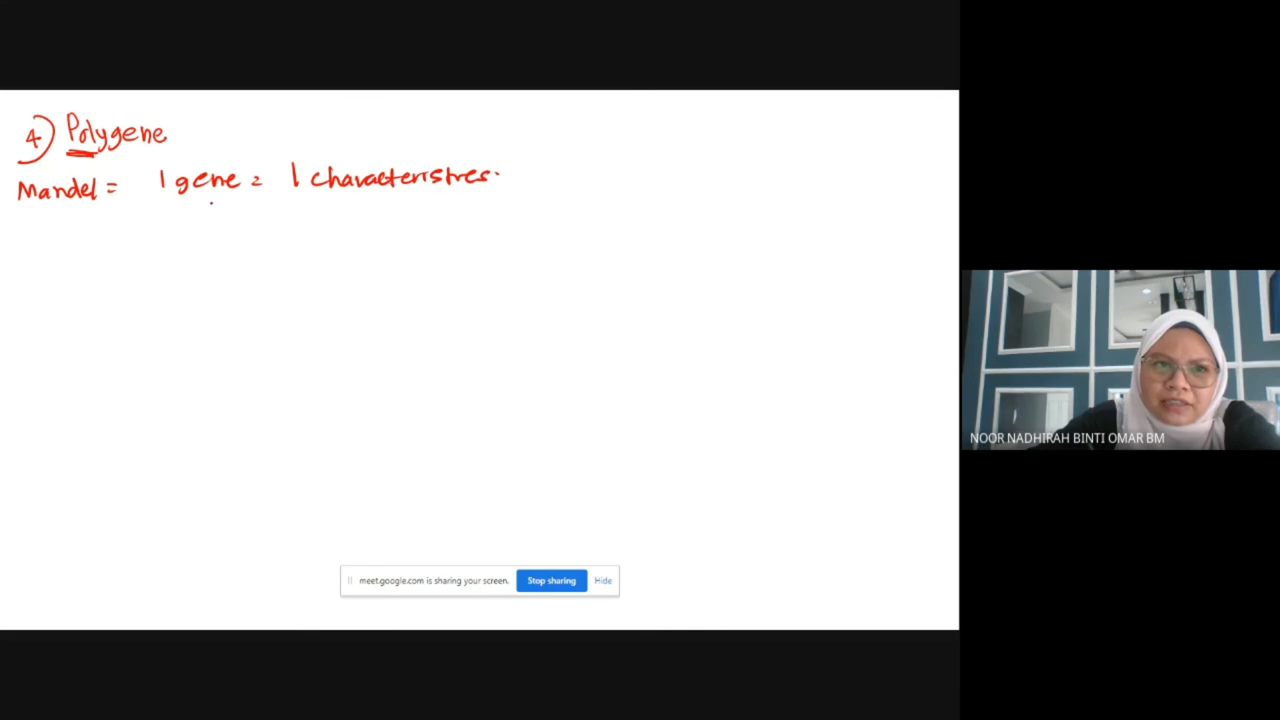 4) Polygene
Mandel = 1 gene = 1 characteristres.
meet.google.com is sharing your screen. Stop sharing Hide
NOOR NADHIRAH BINTI OMAR BM